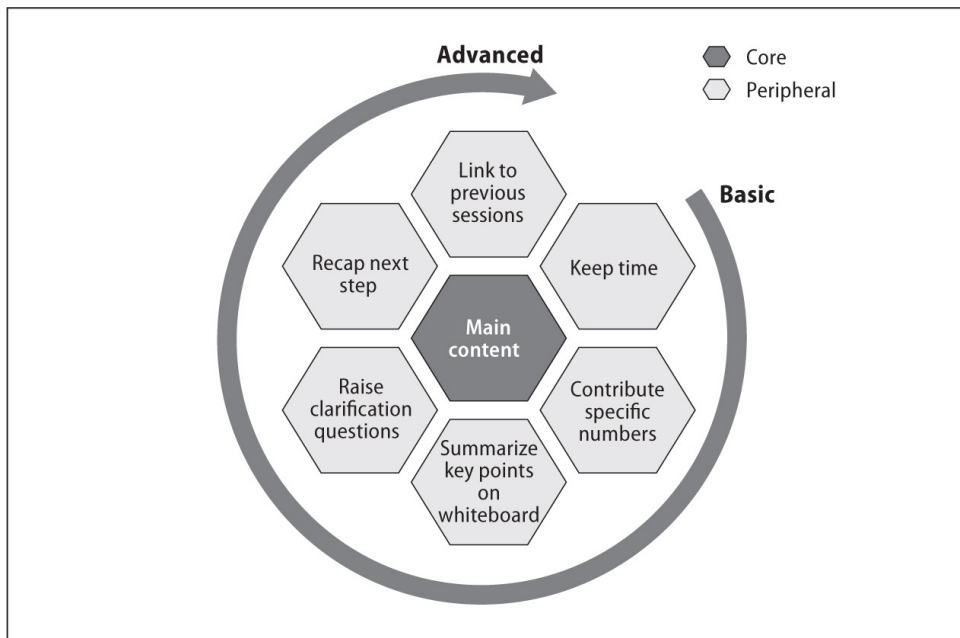 Advanced
Core
Peripheral
Basic
Link to
previous
sessions
Keep time
Contribute
specific
numbers
Summarize
key points
on
whiteboard
Raise
clarification
questions
Recap next
step
Main
content